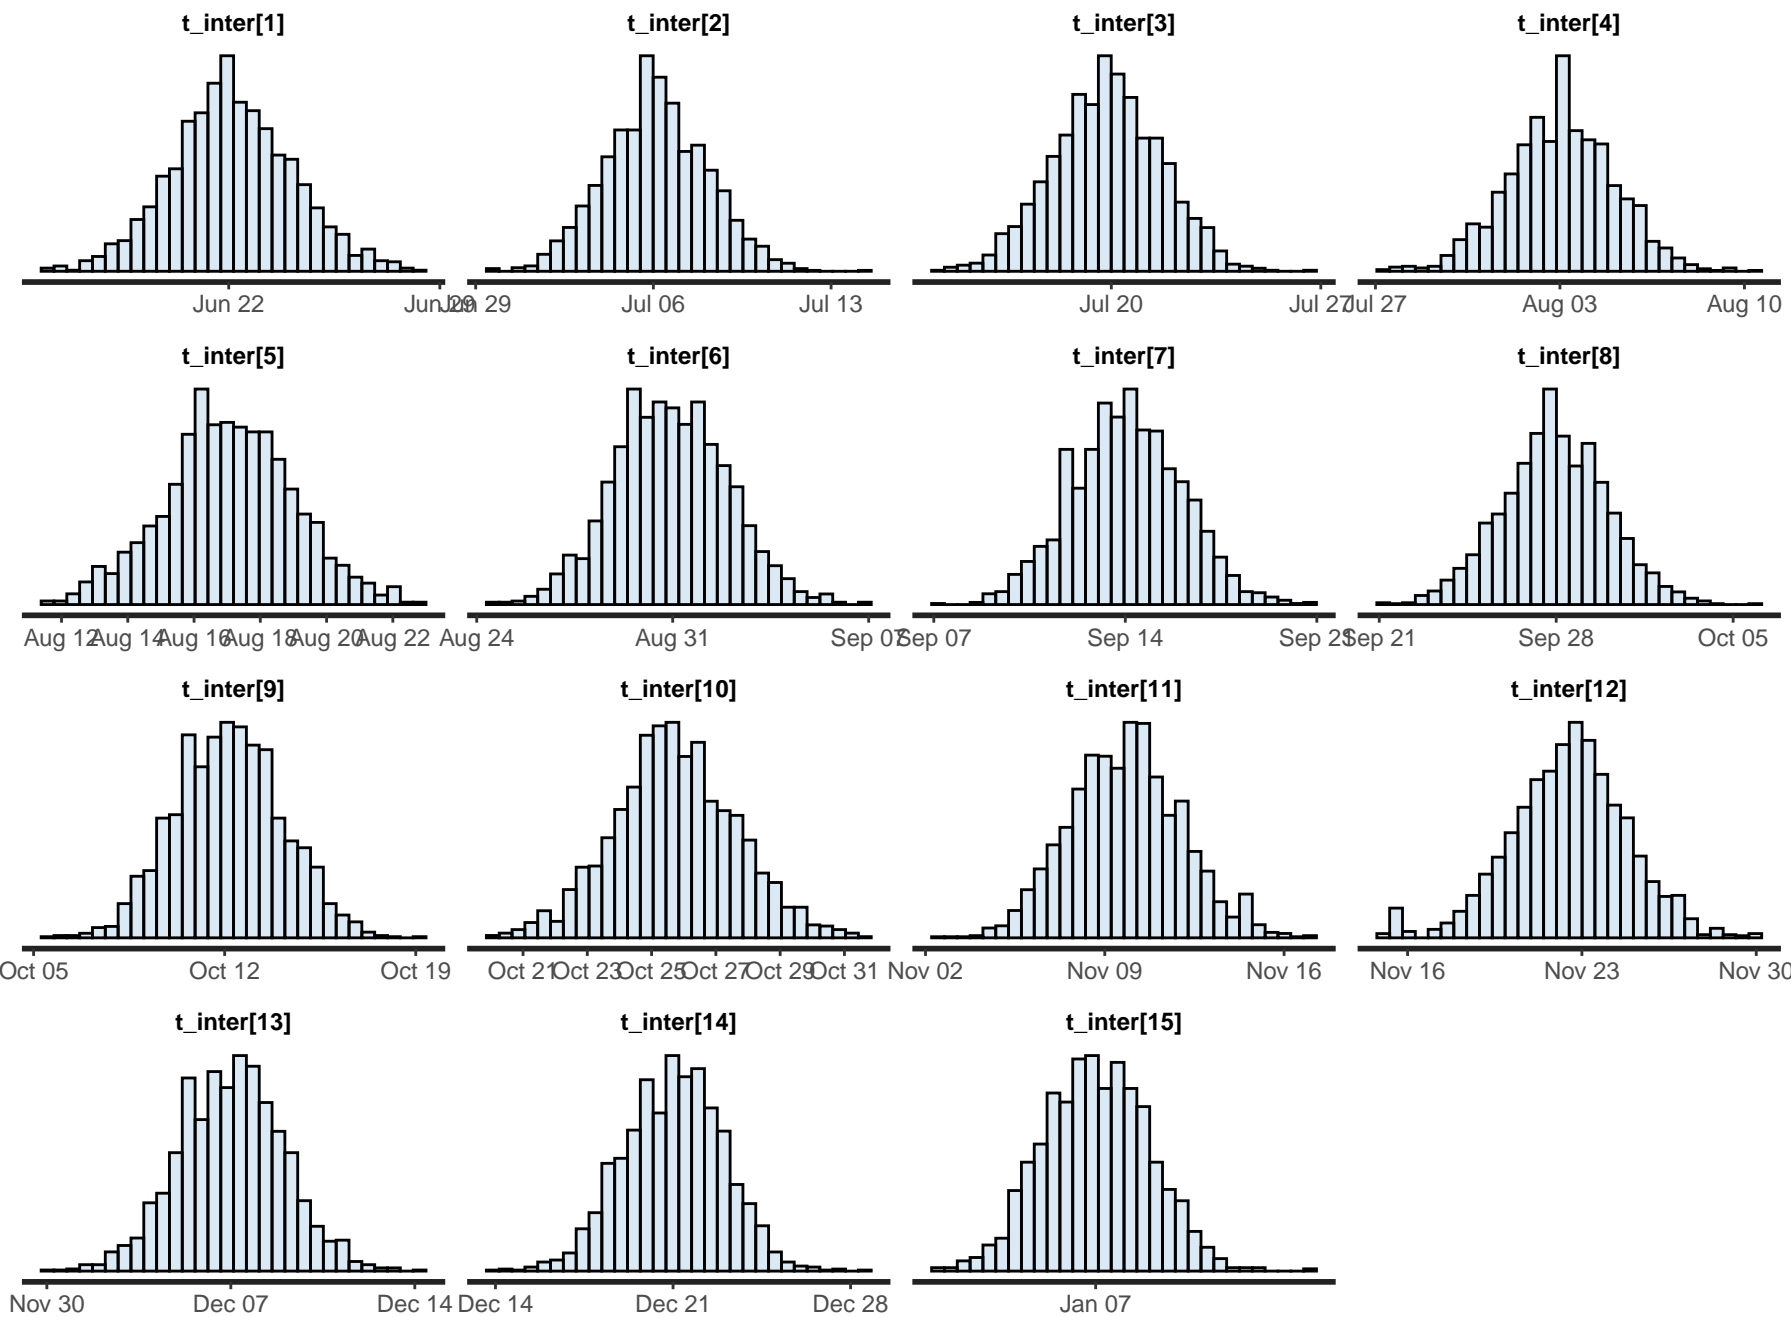 t_inter[1] t_inter[2] t_inter[3] t_inter[4]
Jun 22 Jun 29 Jun 29 Jul 06 Jul 13 Jul 20 Jul 27 Jul 27 Aug 03 Aug 10
t_inter[5] t_inter[6] t_inter[7] t_inter[8]
Aug 12 Aug 14 Aug 16 Aug 18 Aug 20 Aug 22 Aug 24 Aug 31 Sep 07 Sep 07 Sep 14 Sep 21 Sep 21 Sep 28 Oct 05
t_inter[9] t_inter[10] t_inter[11] t_inter[12]
Oct 05 Oct 12 Oct 19 Oct 21 Oct 23 Oct 25 Oct 27 Oct 29 Oct 31 Nov 02 Nov 09 Nov 16 Nov 16 Nov 23 Nov 30
t_inter[13] t_inter[14] t_inter[15]
Nov 30 Dec 07 Dec 14 Dec 14 Dec 21 Dec 28 Jan 07